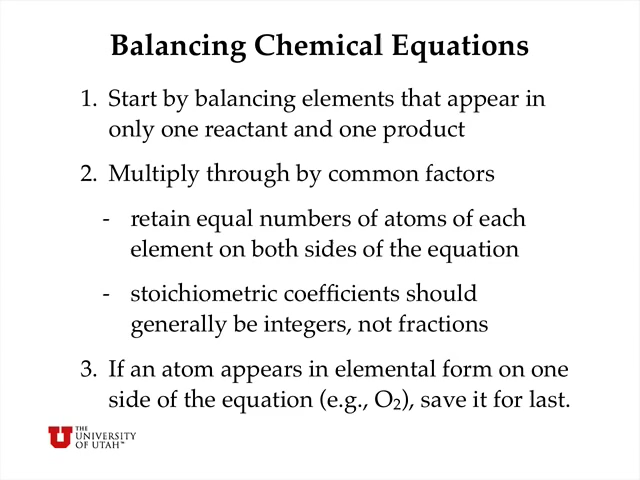 Balancing Chemical Equations
1. Start by balancing elements that appear in
only one reactant and one product
2. Multiply through by common factors
- retain equal numbers of atoms of each
element on both sides of the equation
- stoichiometric coefficients should
generally be integers, not fractions
3. If an atom appears in elemental form on one
side of the equation (e.g., O₂), save it for last.
U THE
UNIVERSITY
OF UTAH™